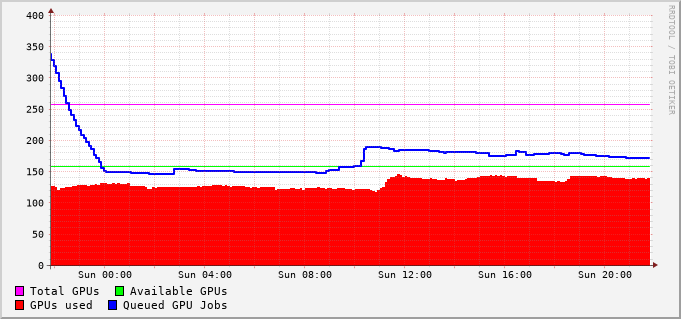 400
350
300
250
200
150
100
50
0
Sun 00:00 Sun 04:00 Sun 08:00 Sun 12:00 Sun 16:00 Sun 20:00
Total GPUs Available GPUs
GPUs used Queued GPU Jobs
RRDTOOL / TOBI OETIKER